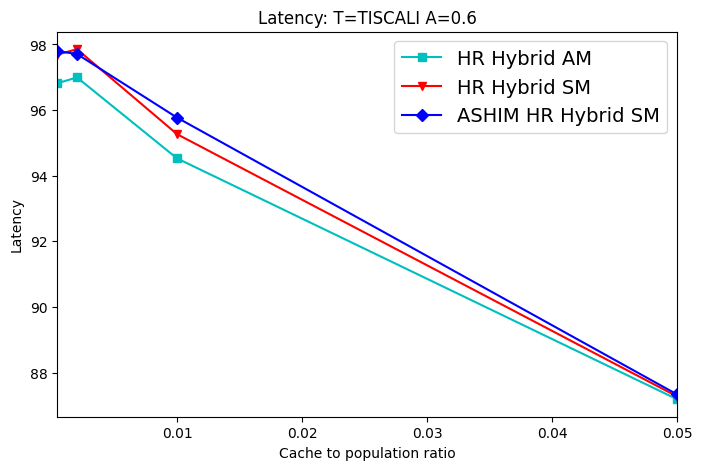 Latency: T=TISCALI A=0.6
98
96
94
92
90
88
Latency
HR Hybrid AM
HR Hybrid SM
ASHIM HR Hybrid SM
0.01
0.02
0.03
0.04
0.05
Cache to population ratio